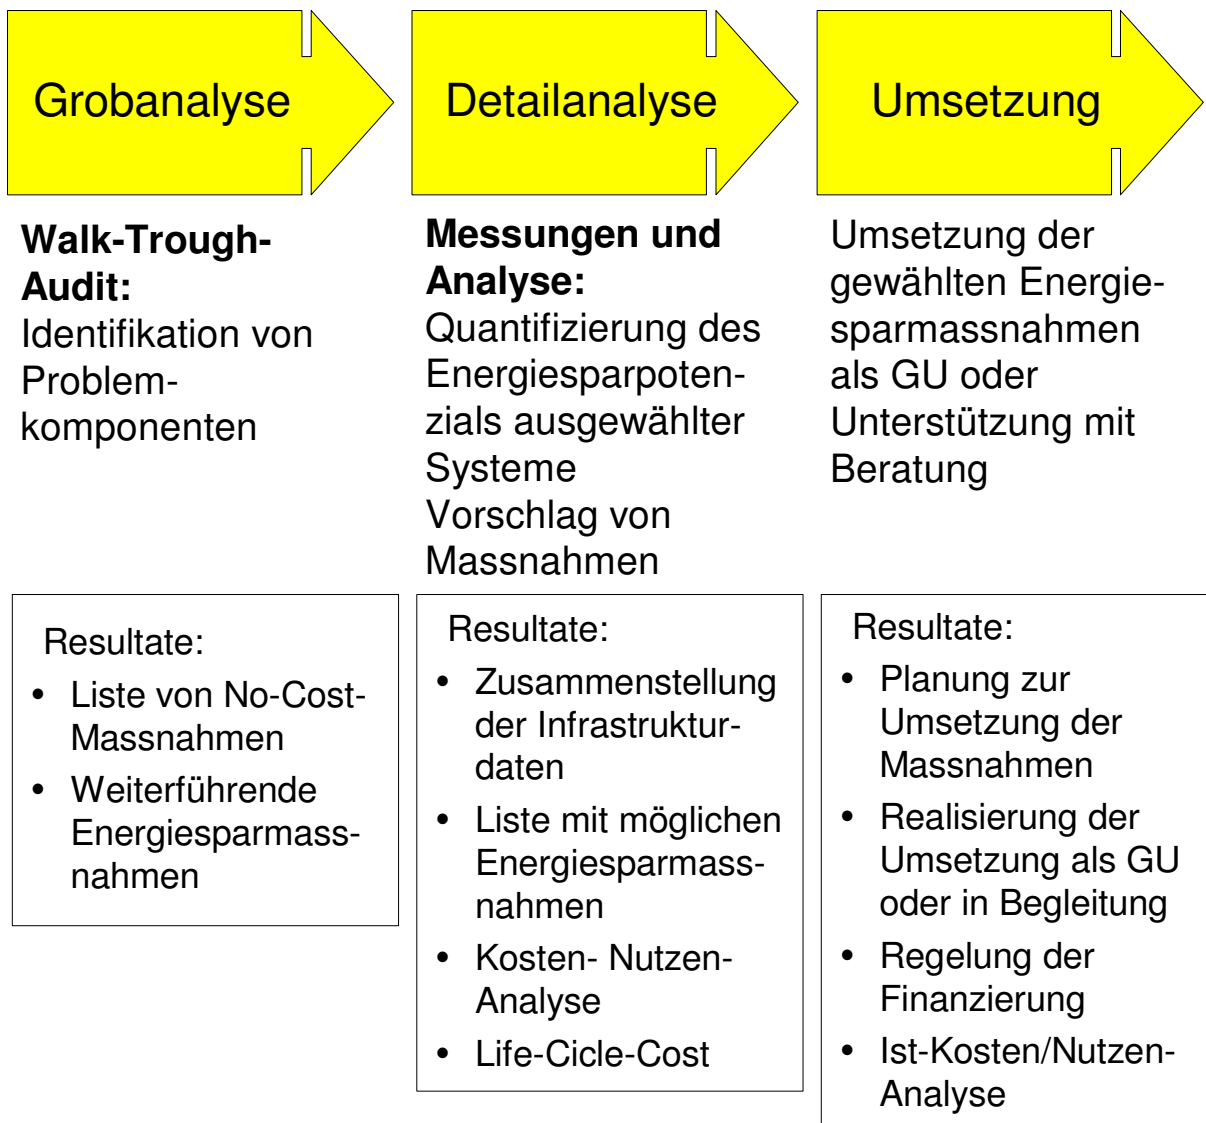 Grobanalyse
Detailanalyse
Umsetzung
Walk-Trough-
Audit:
Identifikation von
Problem-
komponenten
Messungen und
Analyse:
Quantifizierung des
Energiesparpoten-
zials ausgewählter
Systeme
Vorschlag von
Massnahmen
Umsetzung der
gewählten Energie-
sparmassnahmen
als GU oder
Unterstützung mit
Beratung
Resultate:
• Liste von No-Cost-
Massnahmen
• Weiterführende
Energiesparmass-
nahmen
Resultate:
• Zusammenstellung
der Infrastruktur-
daten
• Liste mit möglichen
Energiesparmass-
nahmen
• Kosten- Nutzen-
Analyse
• Life-Cicle-Cost
Resultate:
• Planung zur
Umsetzung der
Massnahmen
• Realisierung der
Umsetzung als GU
oder in Begleitung
• Regelung der
Finanzierung
• Ist-Kosten/Nutzen-
Analyse